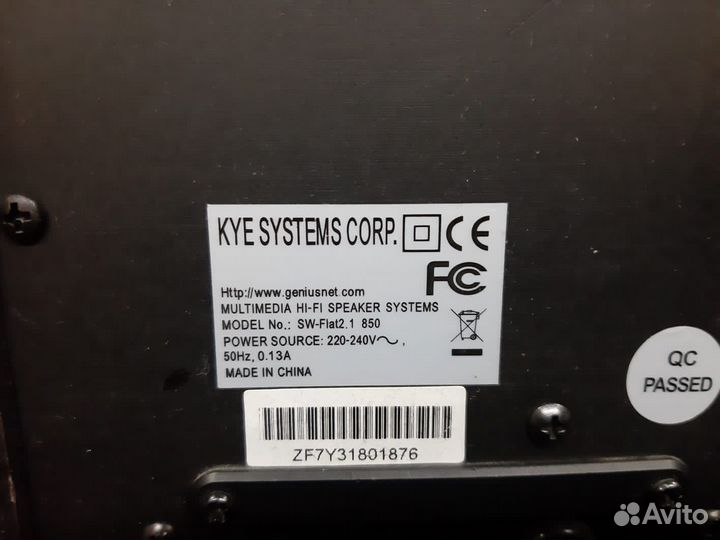 KYE SYSTEMS CORP. CE
FC
Http://www.geniusnet.com
MULTIMEDIA HI-FI SPEAKER SYSTEMS
MODEL No.: SW-Flat2.1 850
POWER SOURCE: 220-240V～,
50Hz, 0.13A
MADE IN CHINA
QC
PASSED
ZF7Y31801876
Avito